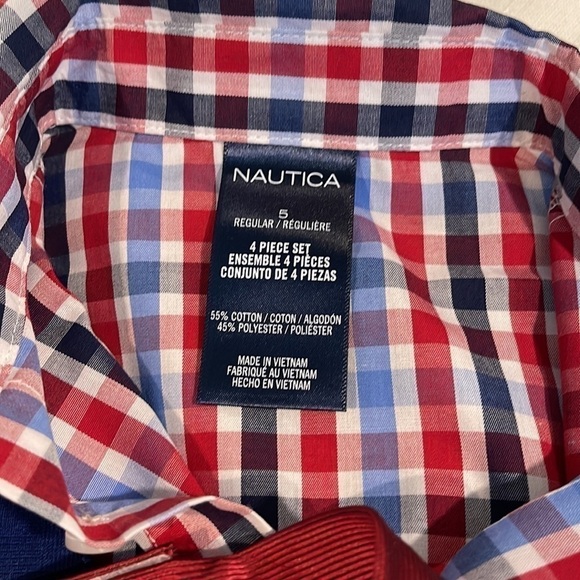 NAUTICA
5
REGULAR / RÉGULIÈRE
4 PIECE SET
ENSEMBLE 4 PIÈCES
CONJUNTO DE 4 PIEZAS
55% COTTON / COTON / ALGODÓN
45% POLYESTER / POLIÉSTER
MADE IN VIETNAM
FABRIQUÉ AU VIETNAM
HECHO EN VIETNAM